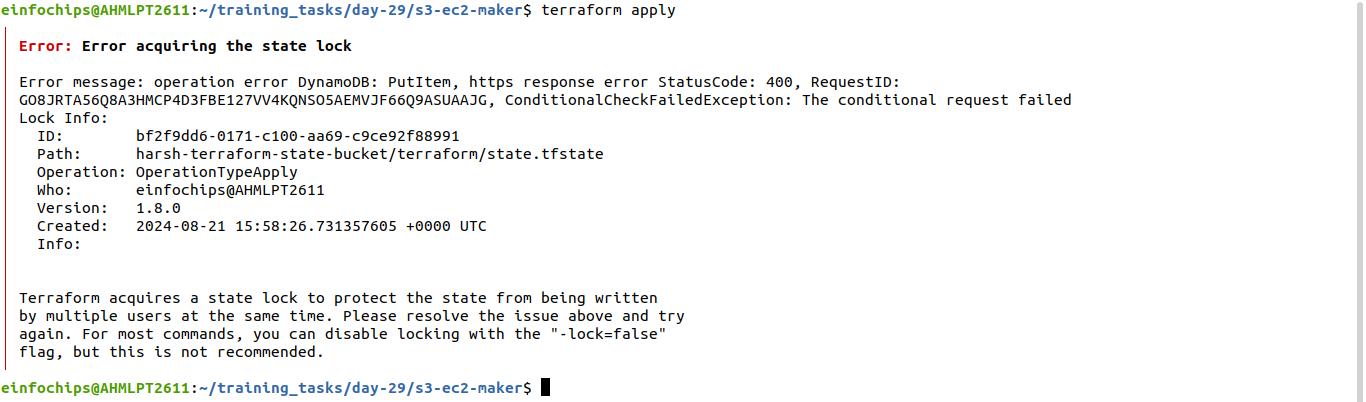 einfochips@AHMLPT2611:~/training_tasks/day-29/s3-ec2-maker$ terraform apply
Error: Error acquiring the state lock
Error message: operation error DynamoDB: PutItem, https response error StatusCode: 400, RequestID:
GO8JRTA56Q8A3HMCP4D3FBE127VV4KQNSO5AEMVJF66Q9ASUAAJG, ConditionalCheckFailedException: The conditional request failed
Lock Info:
  ID:        bf2f9dd6-0171-c100-aa69-c9ce92f88991
  Path:      harsh-terraform-state-bucket/terraform/state.tfstate
  Operation: OperationTypeApply
  Who:       einfochips@AHMLPT2611
  Version:   1.8.0
  Created:   2024-08-21 15:58:26.731357605 +0000 UTC
  Info:
Terraform acquires a state lock to protect the state from being written
by multiple users at the same time. Please resolve the issue above and try
again. For most commands, you can disable locking with the "-lock=false"
flag, but this is not recommended.
einfochips@AHMLPT2611:~/training_tasks/day-29/s3-ec2-maker$